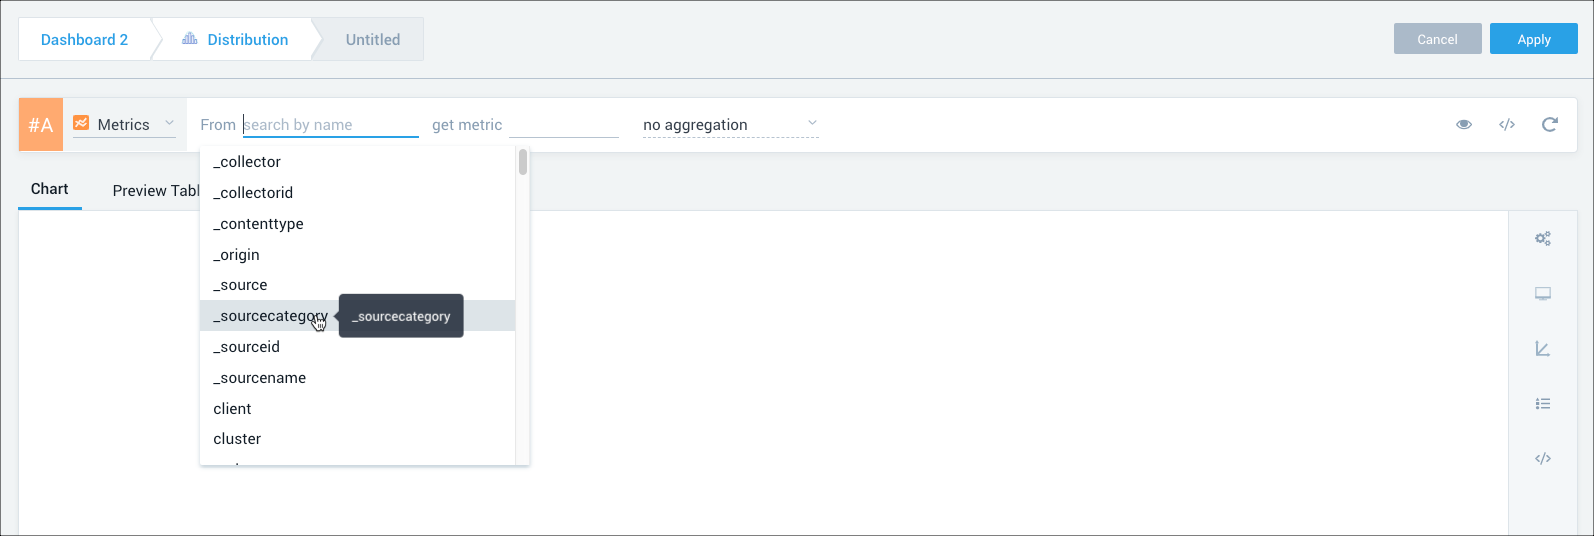 Dashboard 2 Distribution Untitled Cancel Apply
#A Metrics From search by name get metric no aggregation </>
Chart Preview Tabl
_collector
_collectorid
_contenttype
_origin
_source
_sourcecategory _sourcecategory
_sourceid
_sourcename
client
cluster
</>